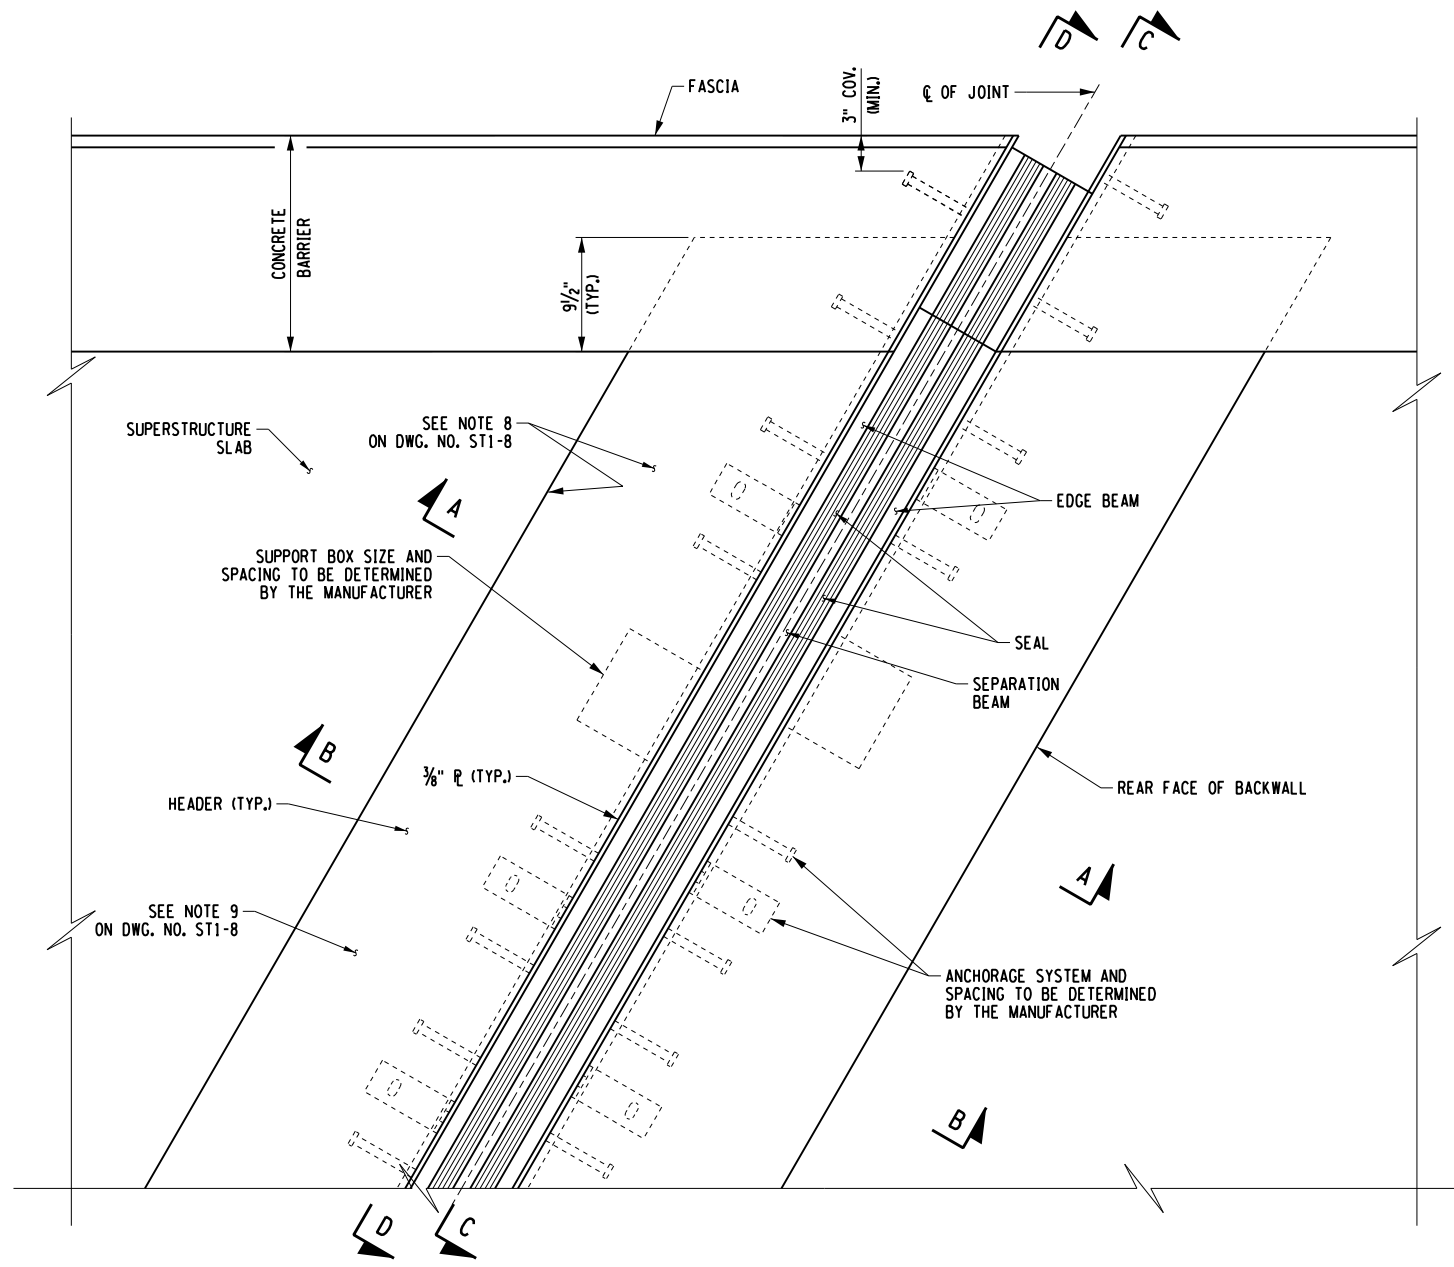 D
C
FASCIA
3" COV.
(MIN.)
℄ OF JOINT
CONCRETE
BARRIER
9½"
(TYP.)
SUPERSTRUCTURE
SLAB
SEE NOTE 8
ON DWG. NO. ST1-8
A
EDGE BEAM
SUPPORT BOX SIZE AND
SPACING TO BE DETERMINED
BY THE MANUFACTURER
SEAL
SEPARATION
BEAM
B
⅜" ⅊ (TYP.)
REAR FACE OF BACKWALL
HEADER (TYP.)
A
SEE NOTE 9
ON DWG. NO. ST1-8
ANCHORAGE SYSTEM AND
SPACING TO BE DETERMINED
BY THE MANUFACTURER
B
D
C